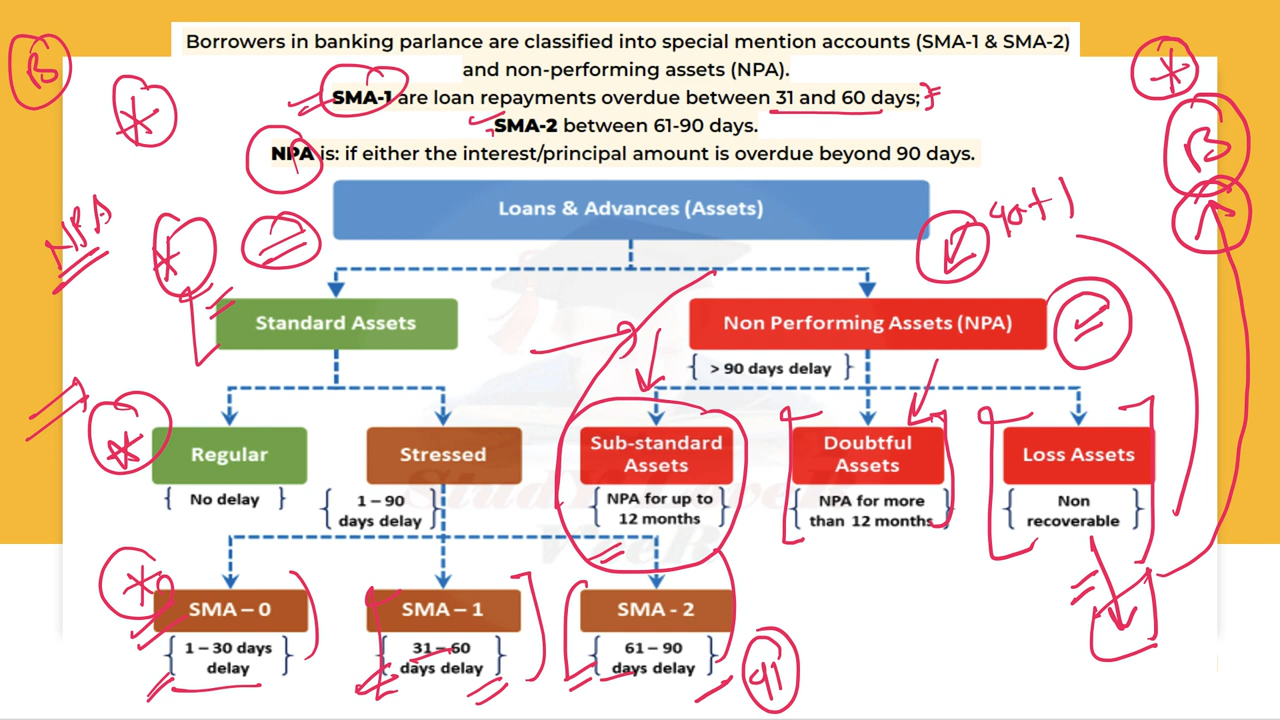 Borrowers in banking parlance are classified into special mention accounts (SMA-1 & SMA-2)
and non-performing assets (NPA).
SMA-1 are loan repayments overdue between 31 and 60 days;
SMA-2 between 61-90 days.
NPA is: if either the interest/principal amount is overdue beyond 90 days.
B
B
NPA
90+1
Loans & Advances (Assets)
Standard Assets
Non Performing Assets (NPA)
> 90 days delay
Regular
Stressed
Sub-standard
Assets
Doubtful
Assets
Loss Assets
No delay
1 – 90
days delay
NPA for up to
12 months
NPA for more
than 12 months
Non
recoverable
SMA – 0
SMA – 1
SMA - 2
1 – 30 days
delay
31 – 60
days delay
61 – 90
days delay
91